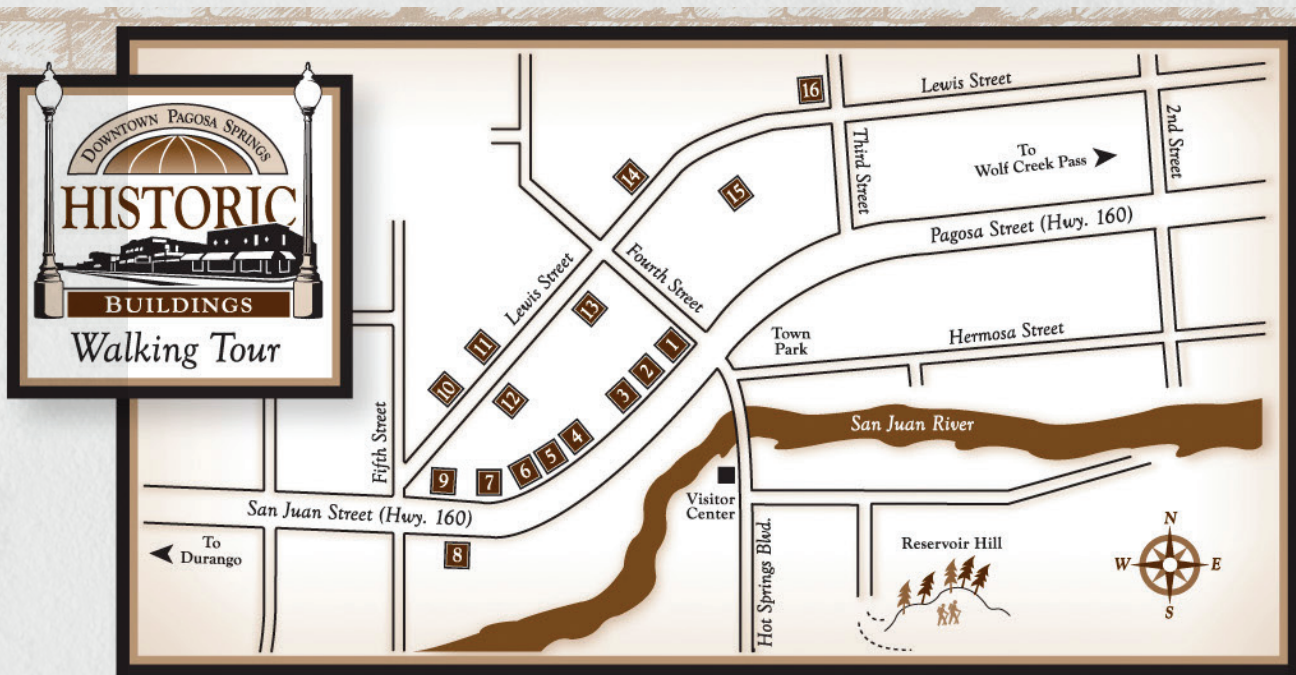 DOWNTOWN PAGOSA SPRINGS
HISTORIC
BUILDINGS
Walking Tour
16
Lewis Street
2nd Street
To
Wolf Creek Pass
Third Street
14
15
Pagosa Street (Hwy. 160)
Fourth Street
Lewis Street
13
11
1
Town
Park
Hermosa Street
2
10
12
3
San Juan River
Fifth Street
4
5
6
7
9
Visitor
Center
San Juan Street (Hwy. 160)
8
To
Durango
Hot Springs Blvd.
Reservoir Hill
N
W
E
S